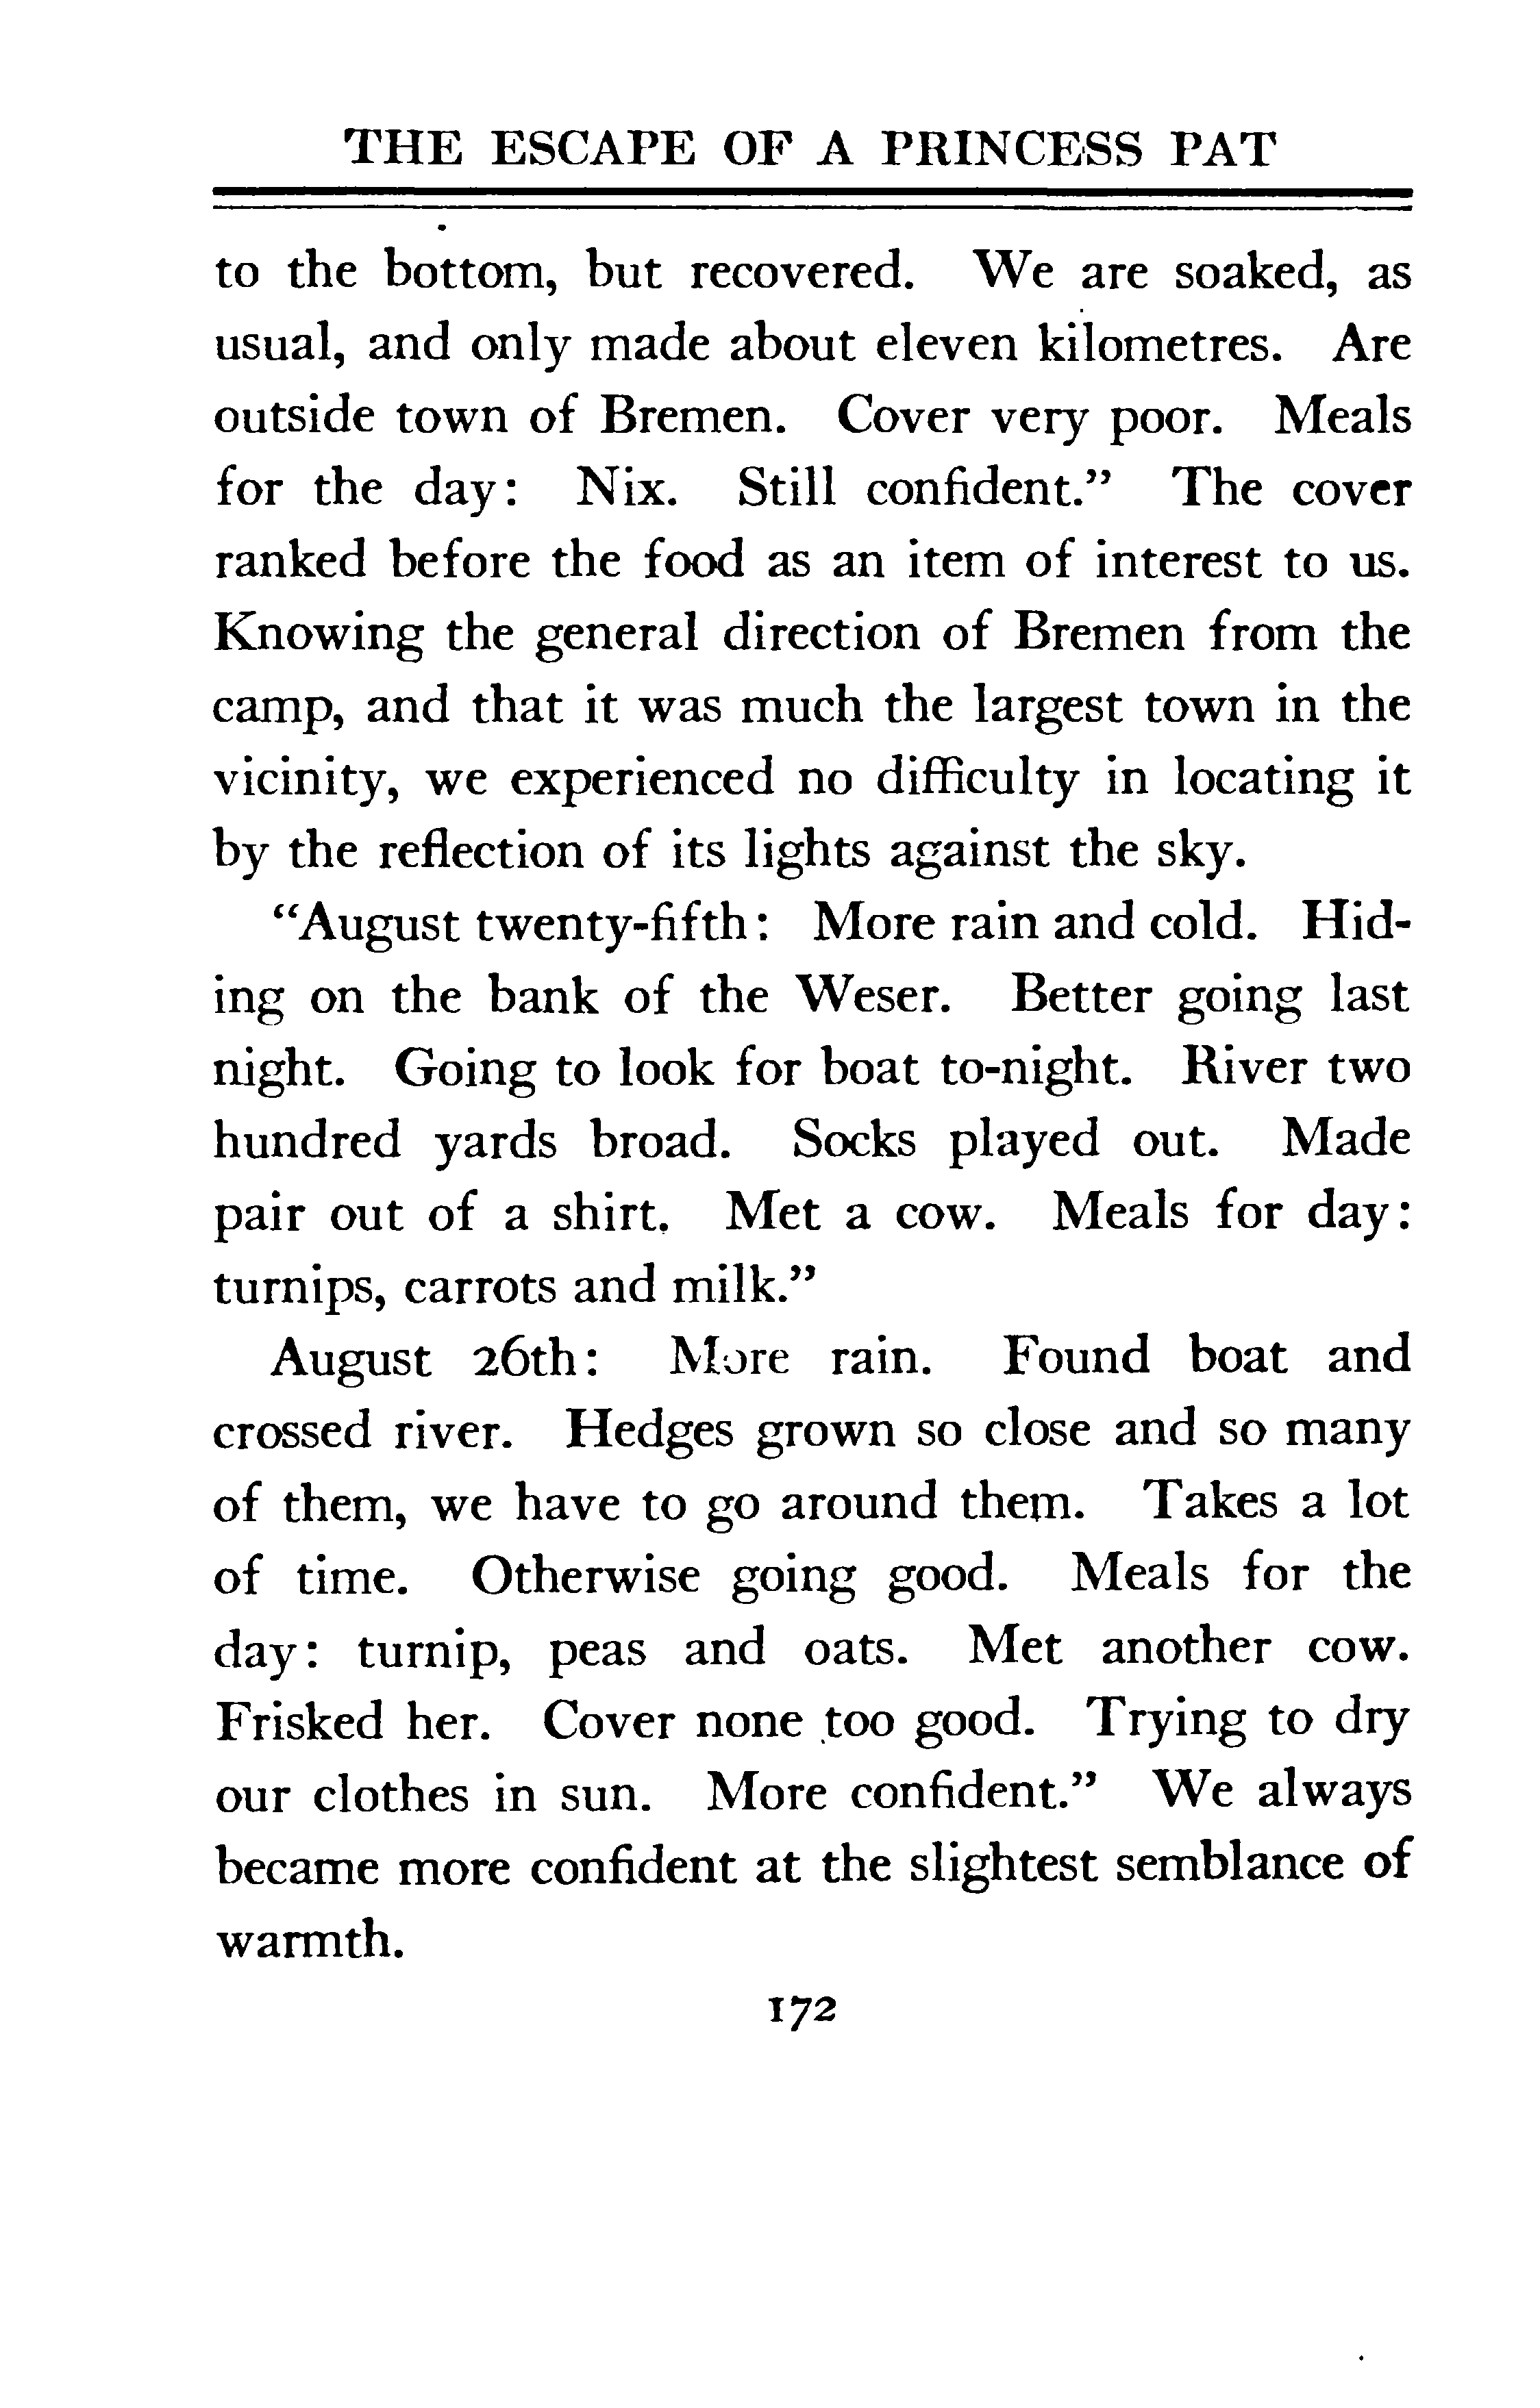 THE ESCAPE OF A PRINCESS PAT
to the bottom, but recovered. We are soaked, as
usual, and only made about eleven kilometres. Are
outside town of Bremen. Cover very poor. Meals
for the day: Nix. Still confident.” The cover
ranked before the food as an item of interest to us.
Knowing the general direction of Bremen from the
camp, and that it was much the largest town in the
vicinity, we experienced no difficulty in locating it
by the reflection of its lights against the sky.
“August twenty-fifth: More rain and cold. Hid-
ing on the bank of the Weser. Better going last
night. Going to look for boat to-night. River two
hundred yards broad. Socks played out. Made
pair out of a shirt. Met a cow. Meals for day:
turnips, carrots and milk.”
August 26th: More rain. Found boat and
crossed river. Hedges grown so close and so many
of them, we have to go around them. Takes a lot
of time. Otherwise going good. Meals for the
day: turnip, peas and oats. Met another cow.
Frisked her. Cover none too good. Trying to dry
our clothes in sun. More confident.” We always
became more confident at the slightest semblance of
warmth.
172